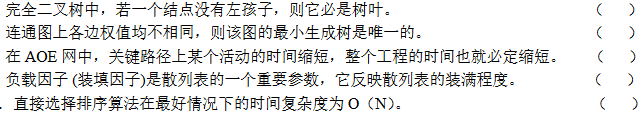 完全二叉树中，若一个结点没有左孩子，则它必是树叶。 （ ）
连通图上各边权值均不相同，则该图的最小生成树是唯一的。 （ ）
在 AOE 网中，关键路径上某个活动的时间缩短，整个工程的时间也就必定缩短。 （ ）
负载因子 (装填因子)是散列表的一个重要参数，它反映散列表的装满程度。 （ ）
. 直接选择排序算法在最好情况下的时间复杂度为 O（N）。 （ ）